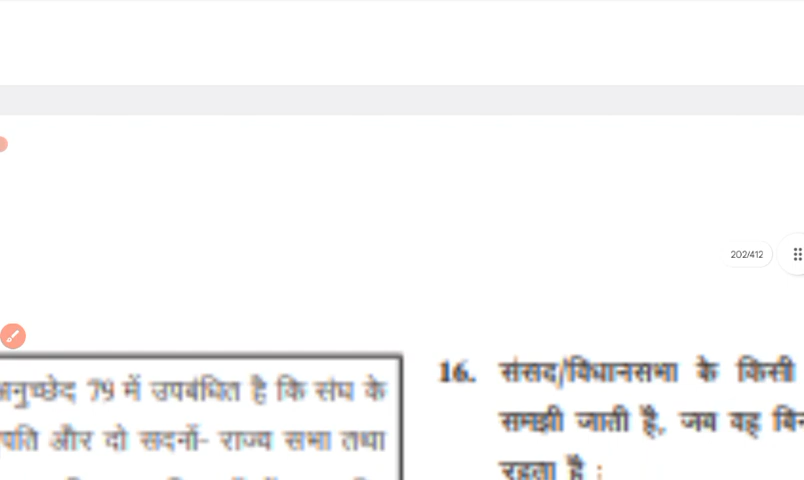 202/412
अनुच्छेद 79 में उपबंधित है कि संघ के
पति और दो सदनों- राज्य सभा तथा
16. संसद/विधानसभा के किसी
समझी जाती है, जब वह बिन
रहता है :